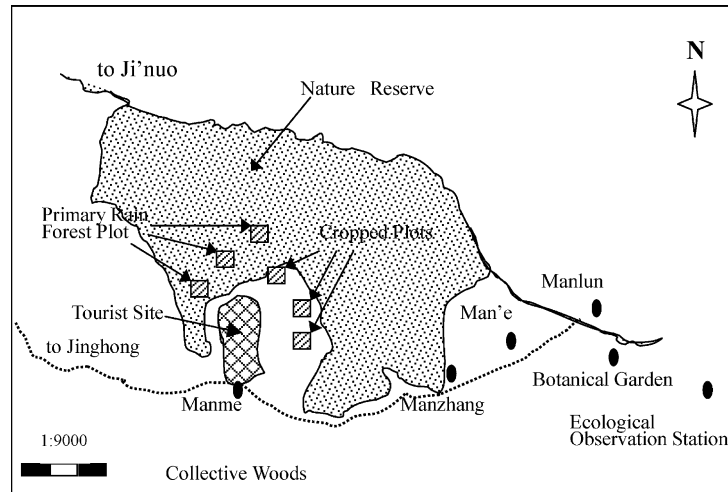 to Ji’nuo
N
Nature Reserve
Primary Rain
Forest Plot
Cropped Plots
Manlun
Tourist Site
Man’e
to Jinghong
Botanical Garden
Manme
Manzhang
Ecological
Observation Station
1:9000
Collective Woods